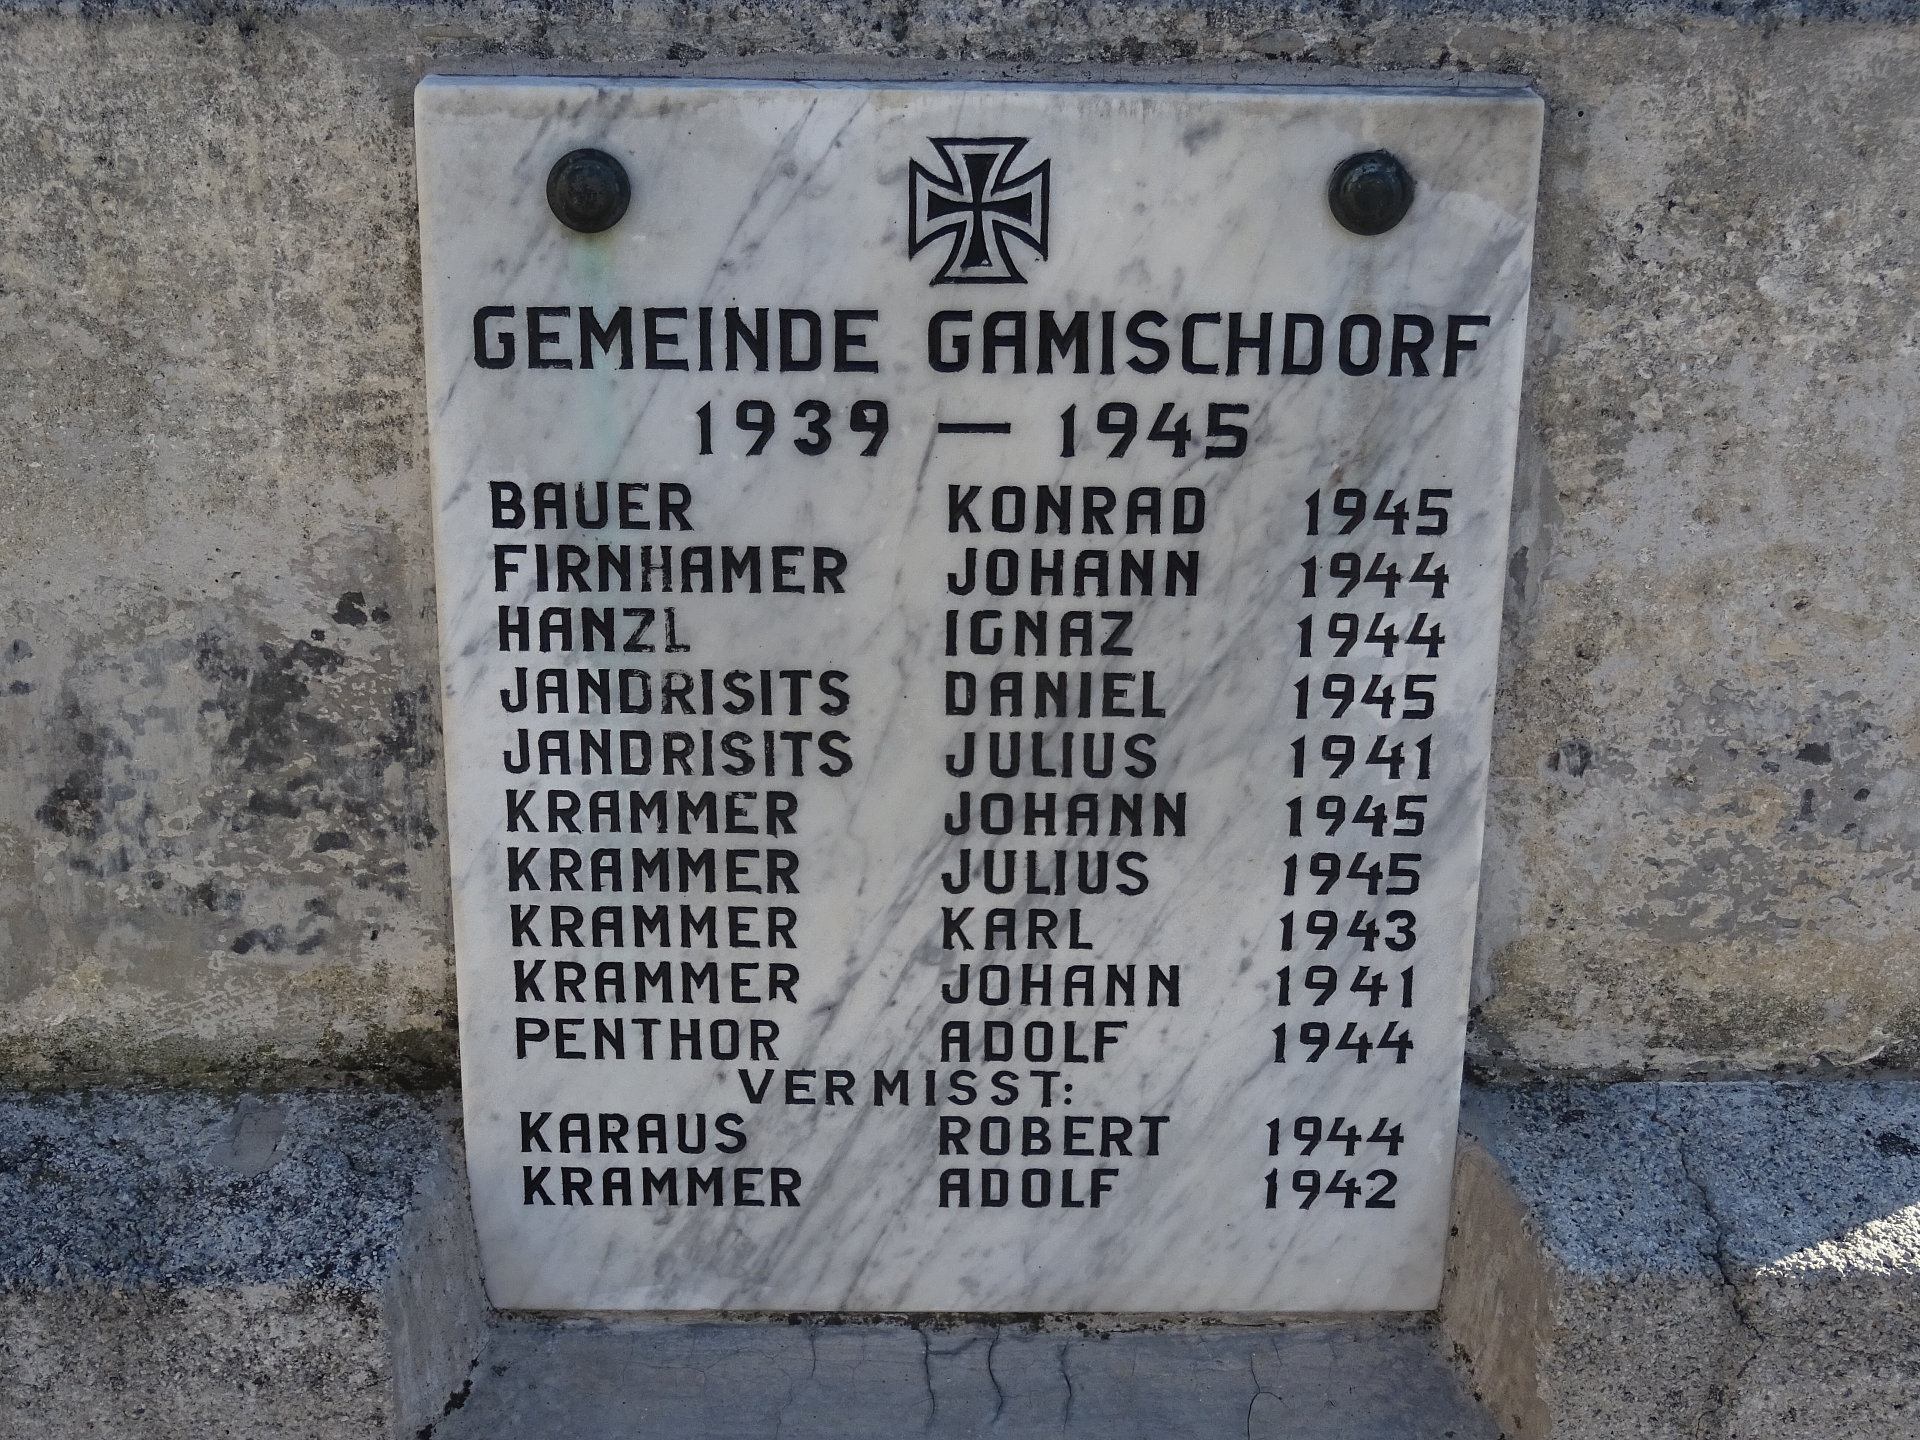 GEMEINDE GAMISCHDORF
1939 — 1945
BAUER KONRAD 1945
FIRNHAMER JOHANN 1944
HANZL IGNAZ 1944
JANDRISITS DANIEL 1945
JANDRISITS JULIUS 1941
KRAMMER JOHANN 1945
KRAMMER JULIUS 1945
KRAMMER KARL 1943
KRAMMER JOHANN 1941
PENTHOR ADOLF 1944
VERMISST:
KARAUS ROBERT 1944
KRAMMER ADOLF 1942